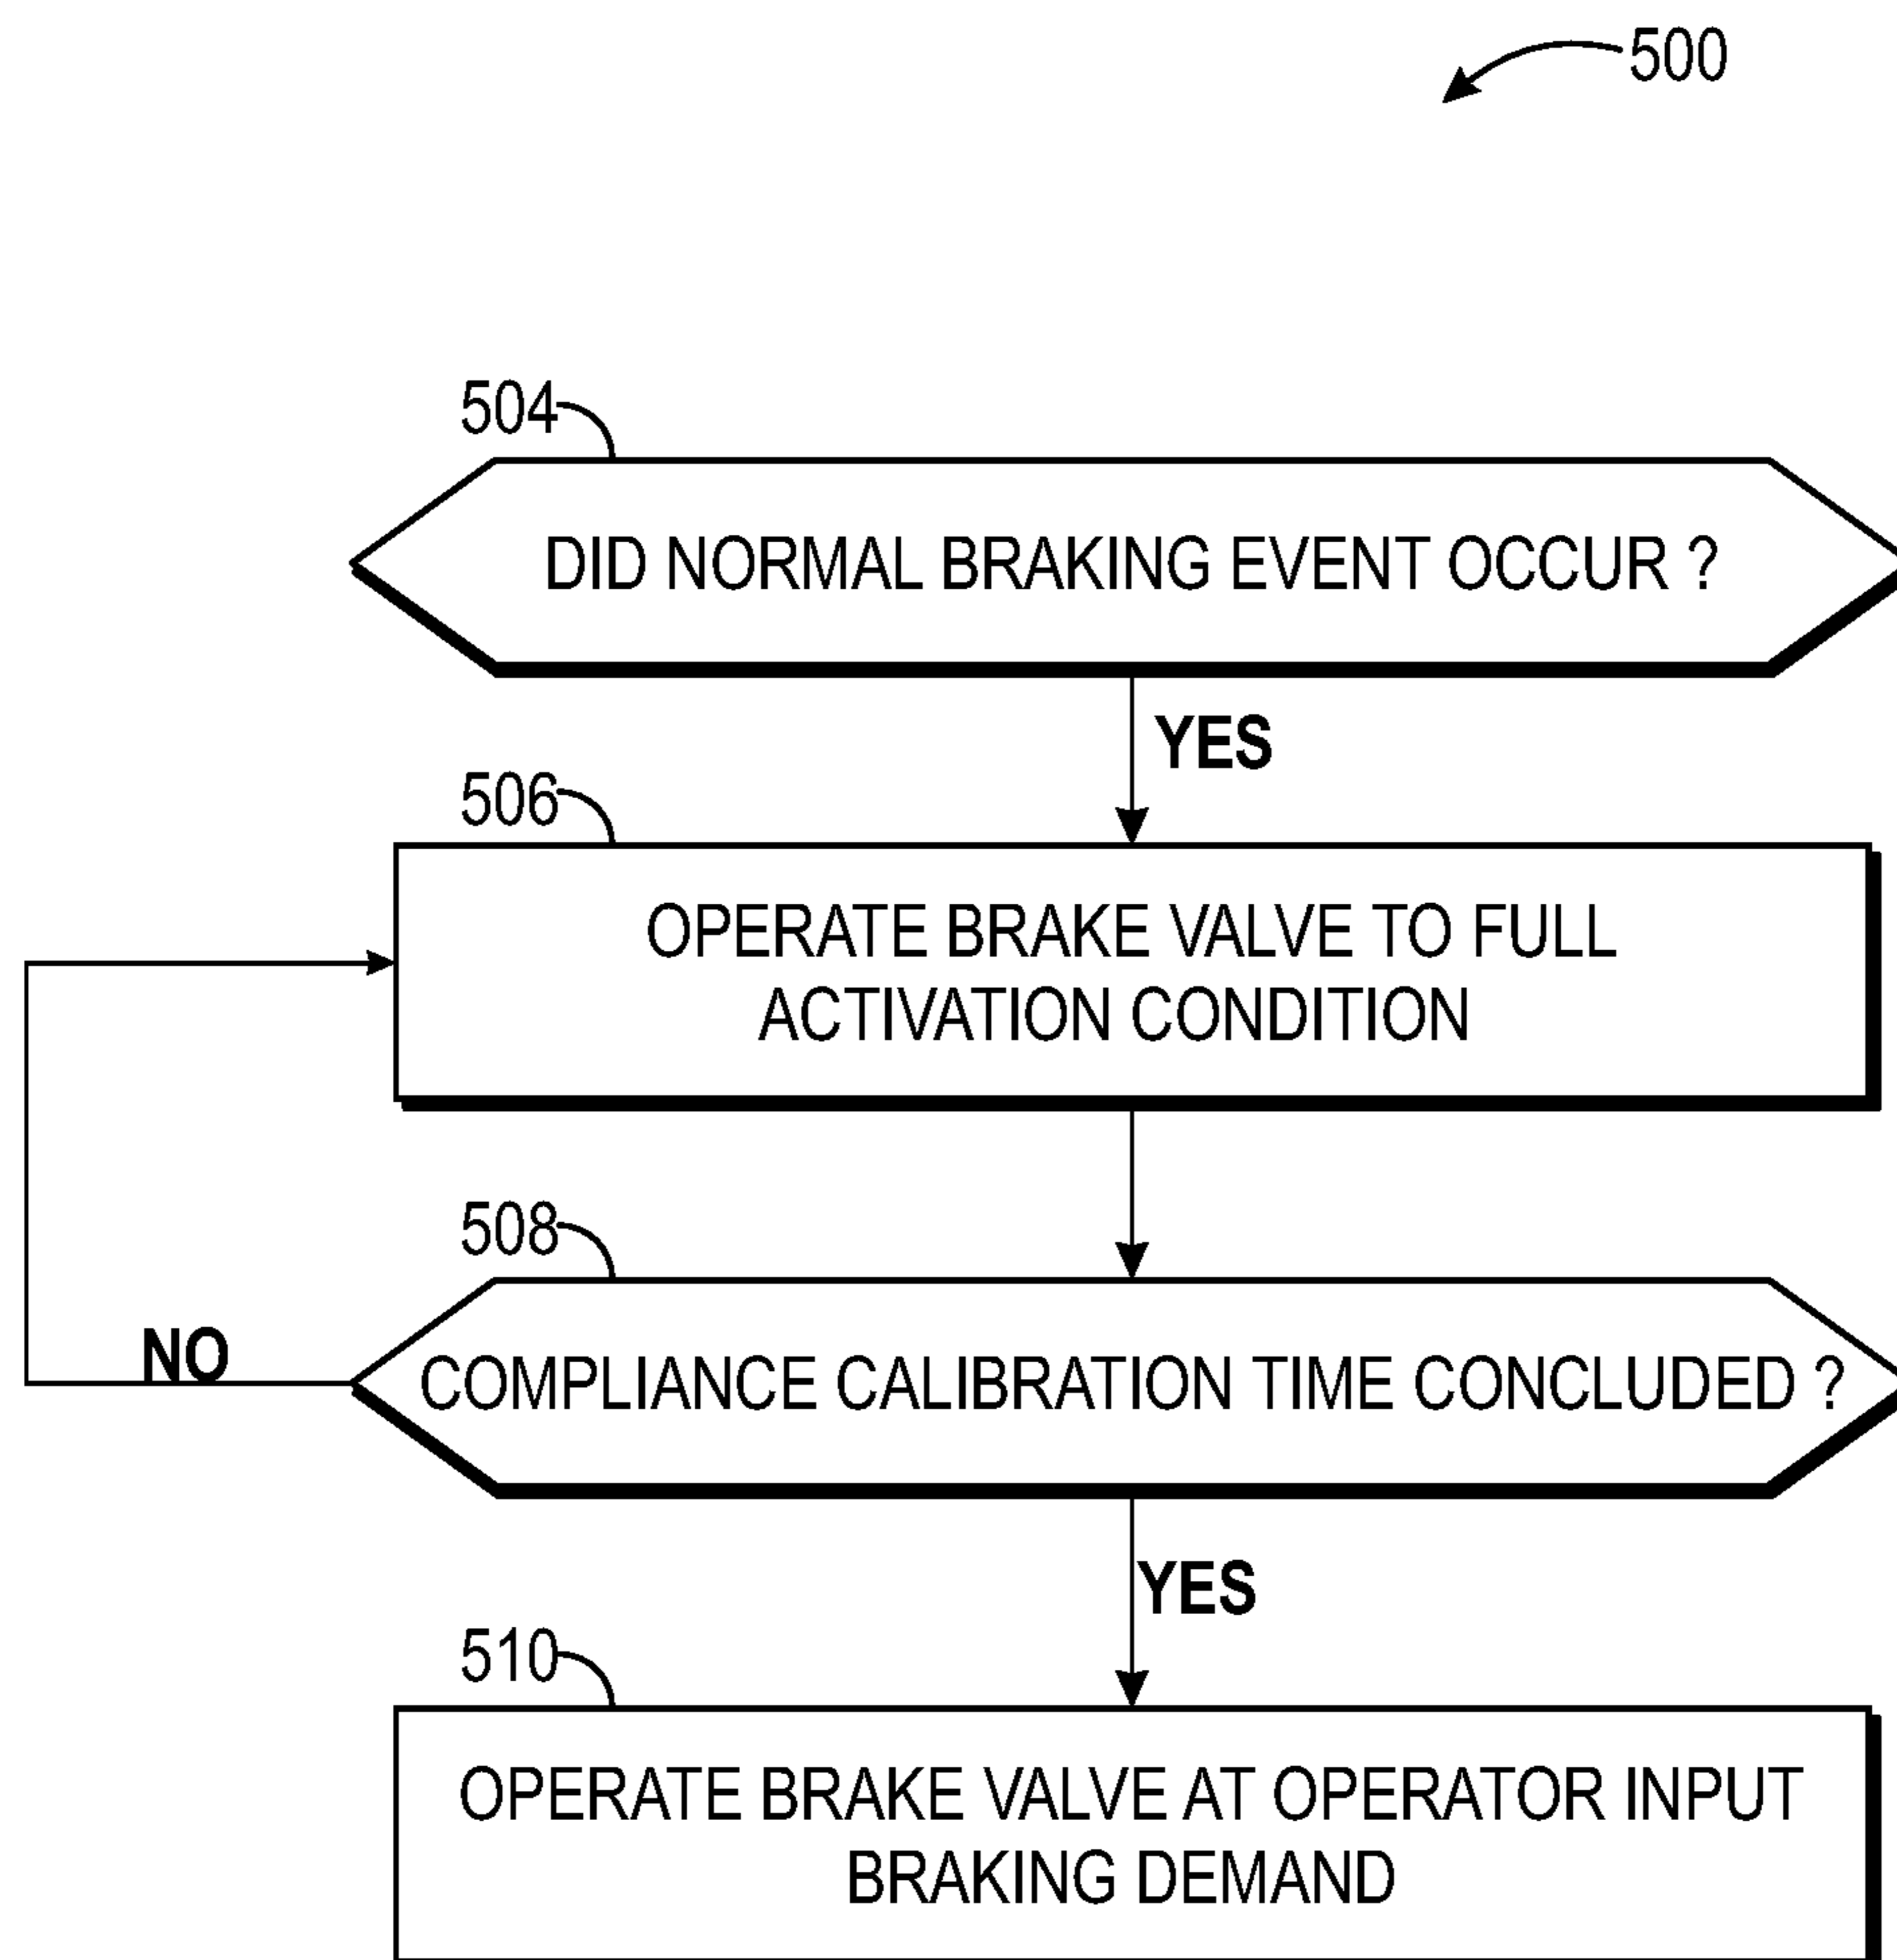 500
504
DID NORMAL BRAKING EVENT OCCUR ?
YES
506
OPERATE BRAKE VALVE TO FULL
ACTIVATION CONDITION
508
NO
COMPLIANCE CALIBRATION TIME CONCLUDED ?
YES
510
OPERATE BRAKE VALVE AT OPERATOR INPUT
BRAKING DEMAND